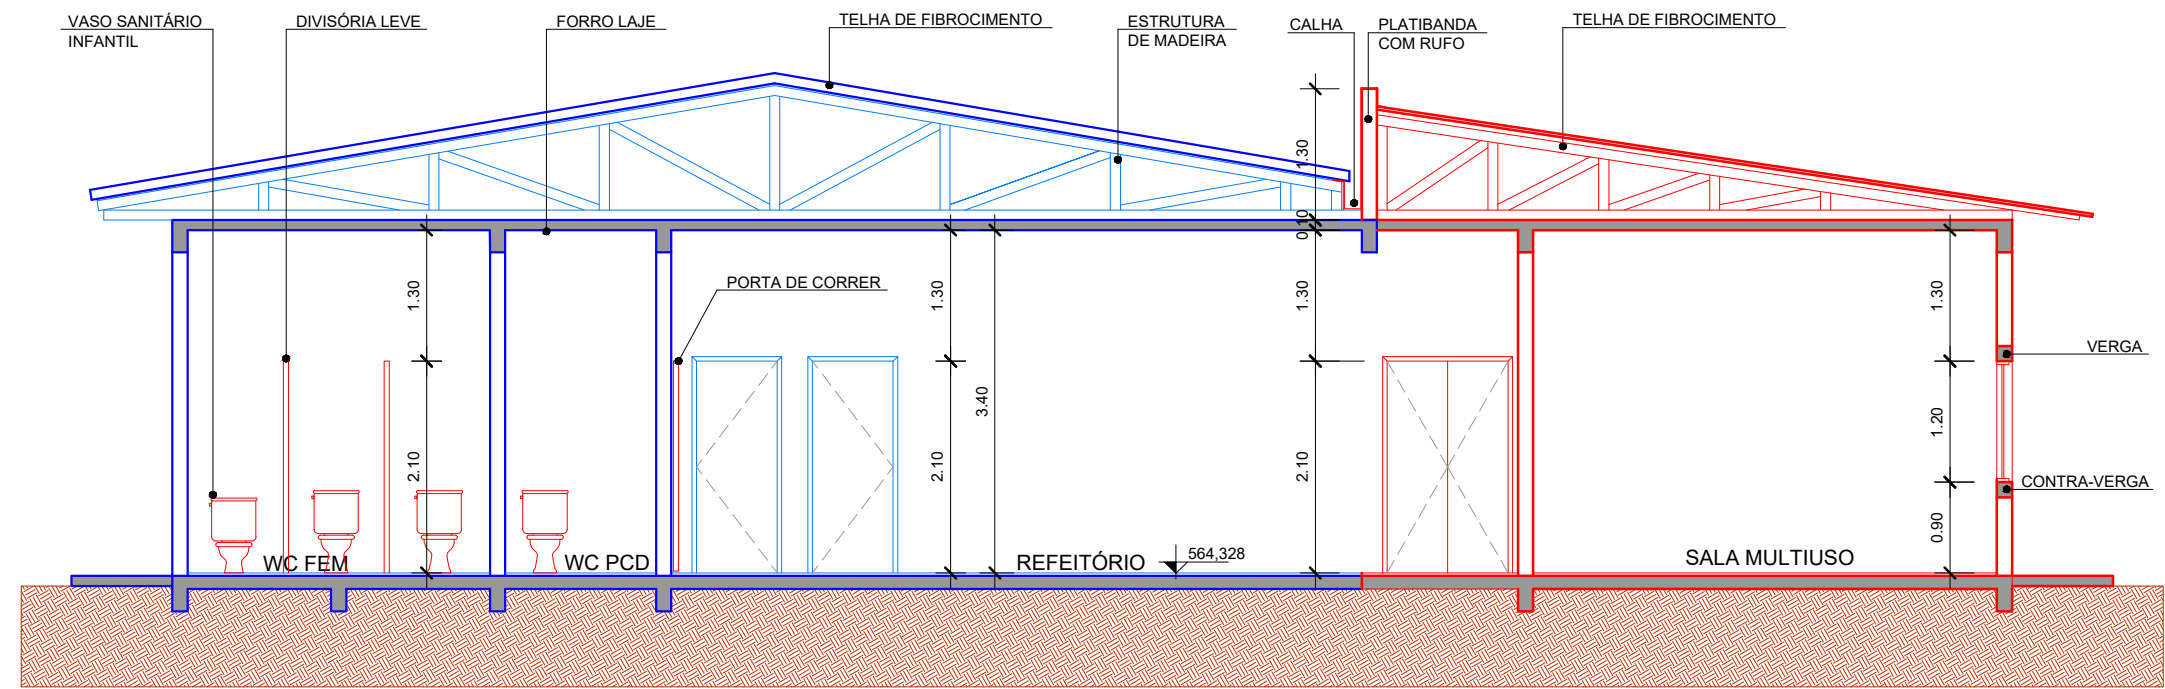 VASO SANITÁRIO
INFANTIL
DIVISÓRIA LEVE
FORRO LAJE
TELHA DE FIBROCIMENTO
ESTRUTURA
DE MADEIRA
CALHA
PLATIBANDA
COM RUFO
TELHA DE FIBROCIMENTO
1.30
0.10
1.30
PORTA DE CORRER
1.30
1.30
1.30
VERGA
3.40
1.20
2.10
2.10
2.10
CONTRA-VERGA
0.90
WC FEM
WC PCD
REFEITÓRIO
564,328
SALA MULTIUSO